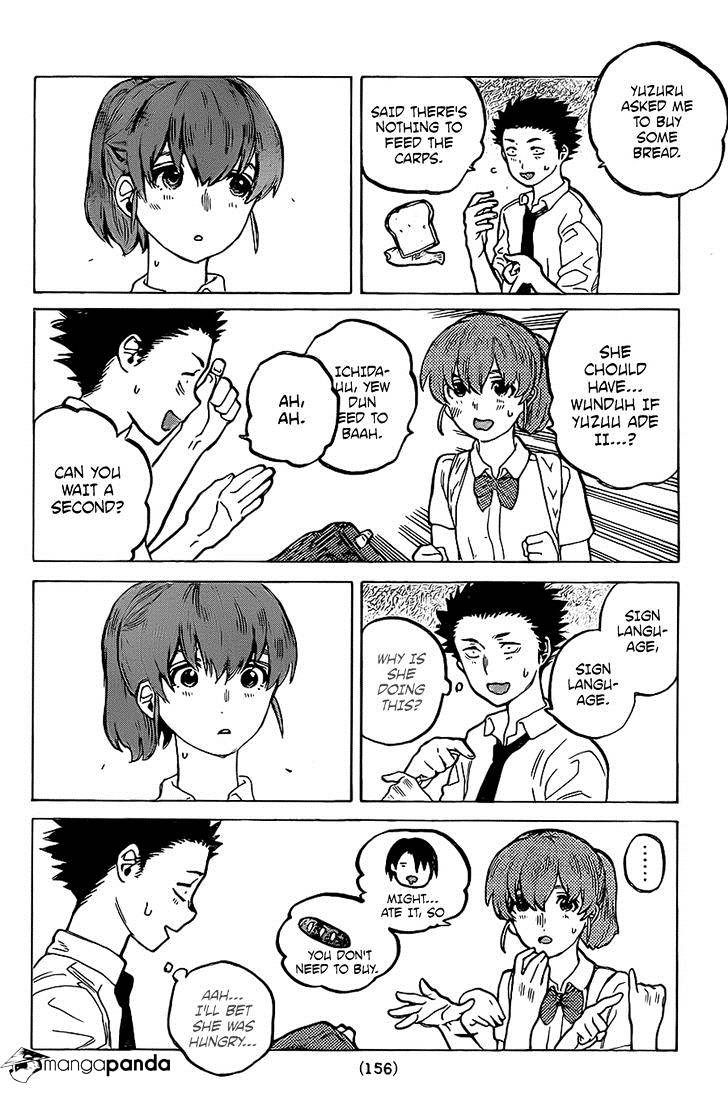 YUZURU
ASKED ME
TO BUY
SOME
BREAD.
SAID THERE'S
NOTHING TO
FEED THE
CARPS.
SHE
CHOULD
HAVE...
WUNDUH IF
YUZUU ADE
II...?
ICHIDA-
UU, YEW
DUN
EED TO
BAAH.
AH,
AH.
CAN YOU
WAIT A
SECOND?
SIGN
LANGU-
AGE,
SIGN
LANGU-
AGE.
WHY IS
SHE
DOING
THIS?
......
MIGHT...
ATE IT, SO
YOU DON'T
NEED TO BUY.
AAH...
I'LL BET
SHE WAS
HUNGRY...
mangapanda
(156)